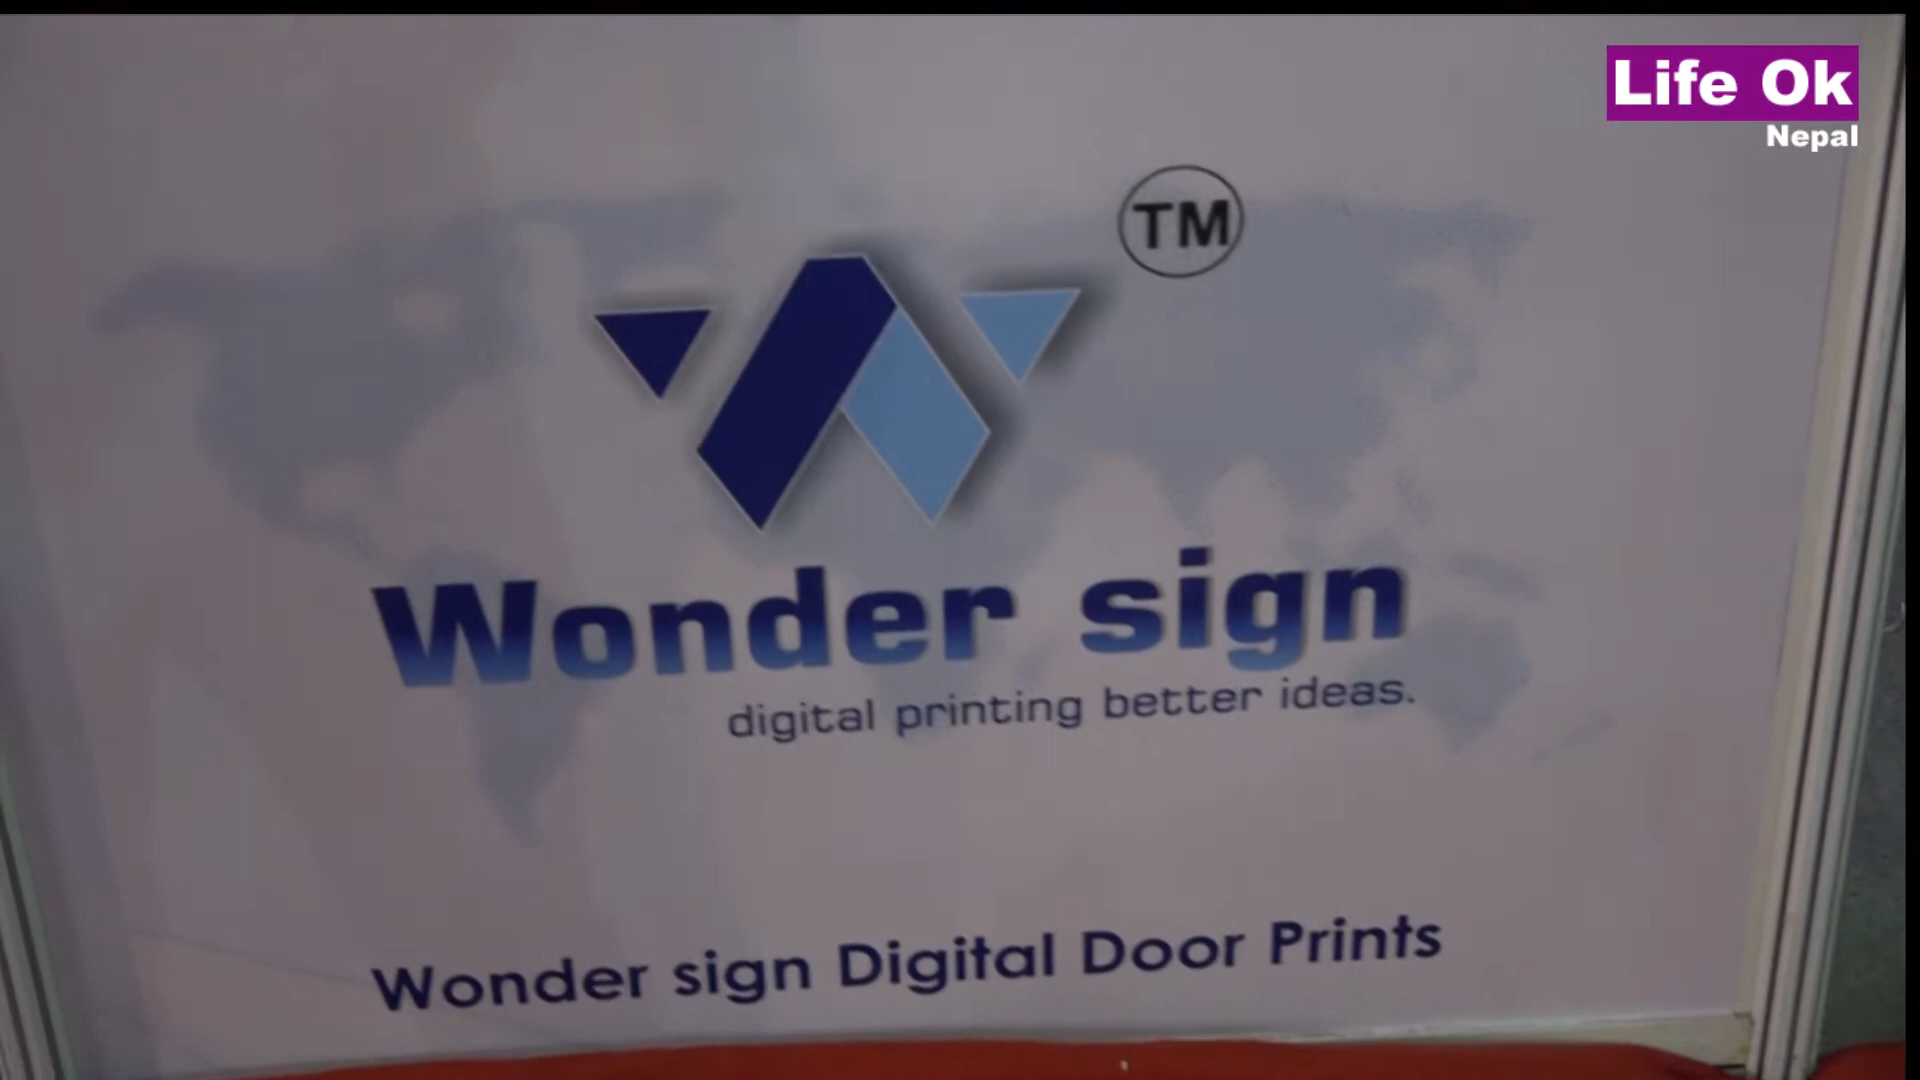 Life Ok
Nepal
TM
Wonder sign
digital printing better ideas.
Wonder sign Digital Door Prints